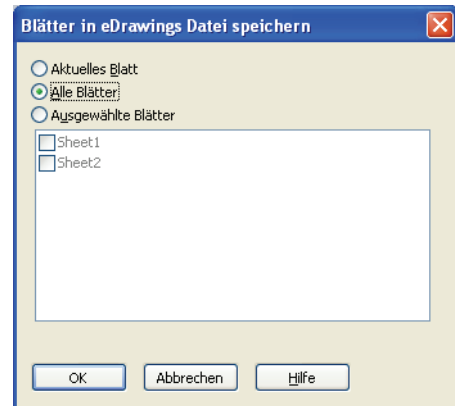 Blätter in eDrawings Datei speichern
Aktuelles Blatt
Alle Blätter
Ausgewählte Blätter
Sheet1
Sheet2
OK Abbrechen Hilfe